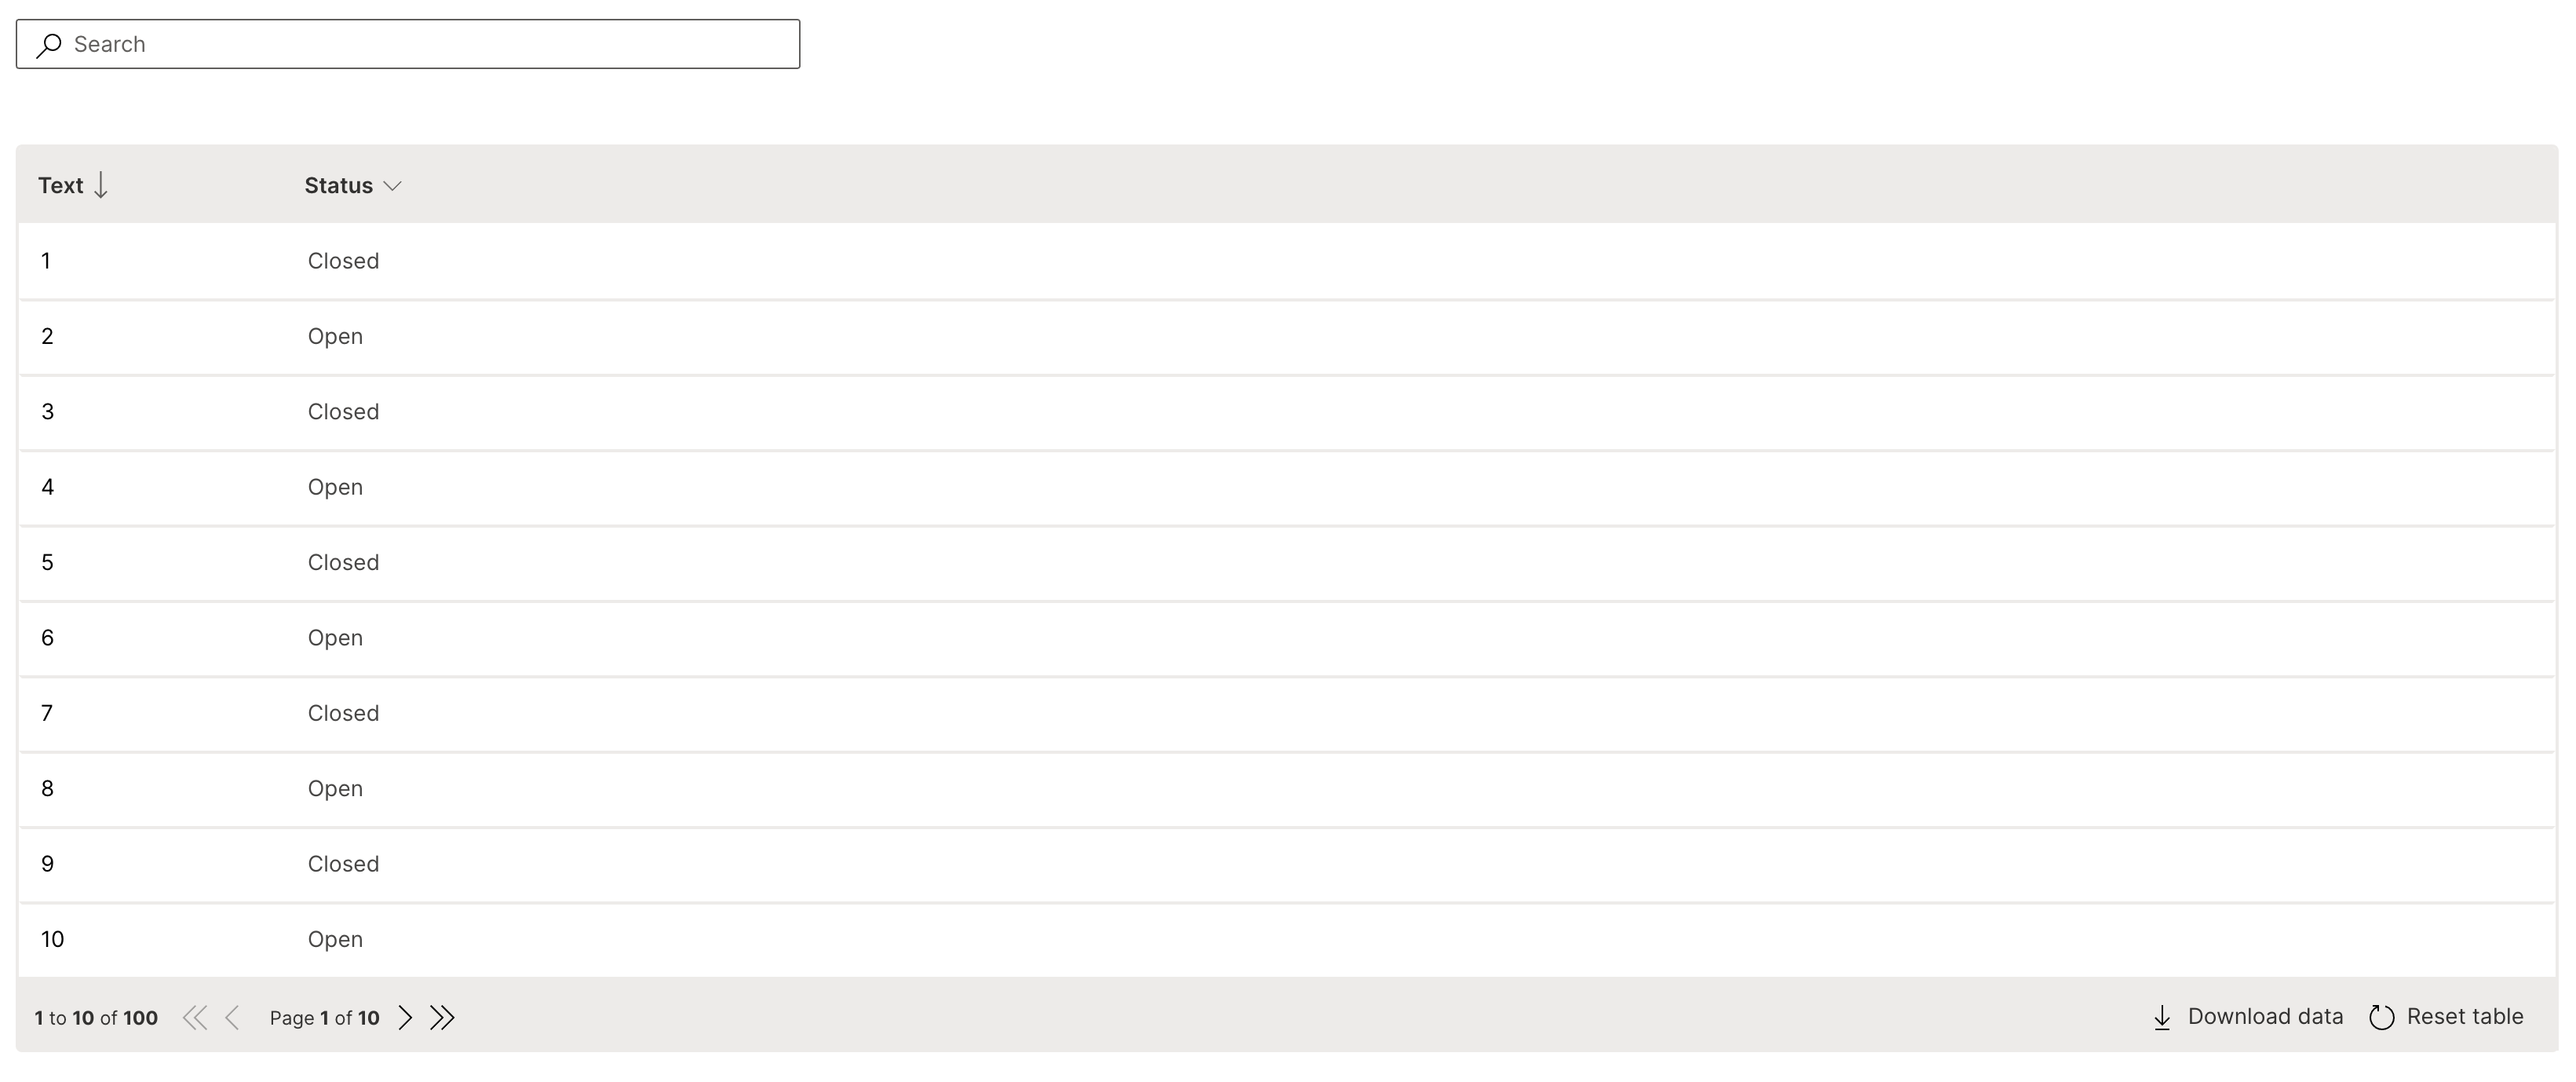 Search
Text Status
1 Closed
2 Open
3 Closed
4 Open
5 Closed
6 Open
7 Closed
8 Open
9 Closed
10 Open
1 to 10 of 100 Page 1 of 10 Download data Reset table